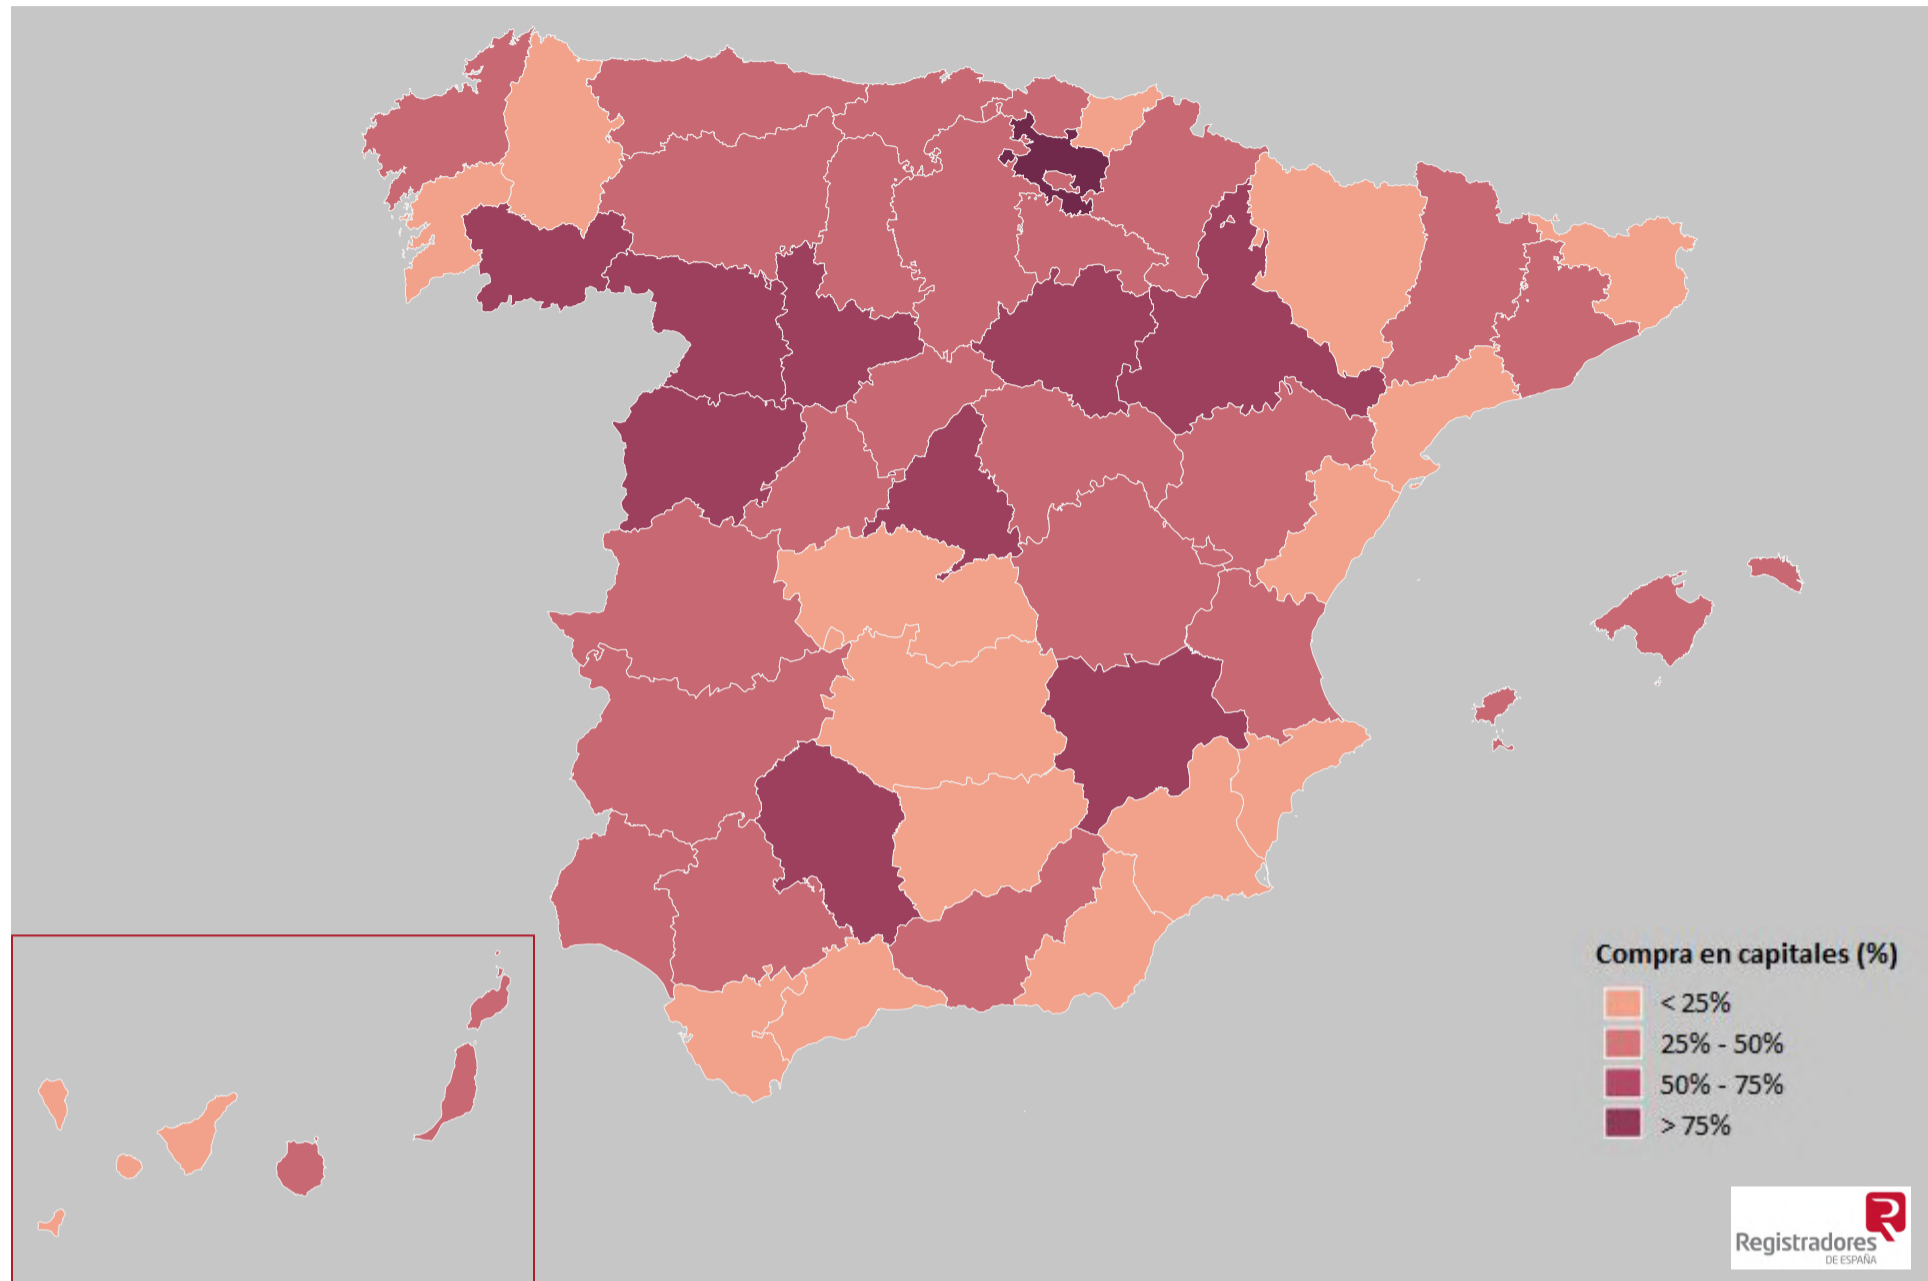 Compra en capitales (%)
< 25%
25% - 50%
50% - 75%
> 75%
Registradores
DE ESPAÑA